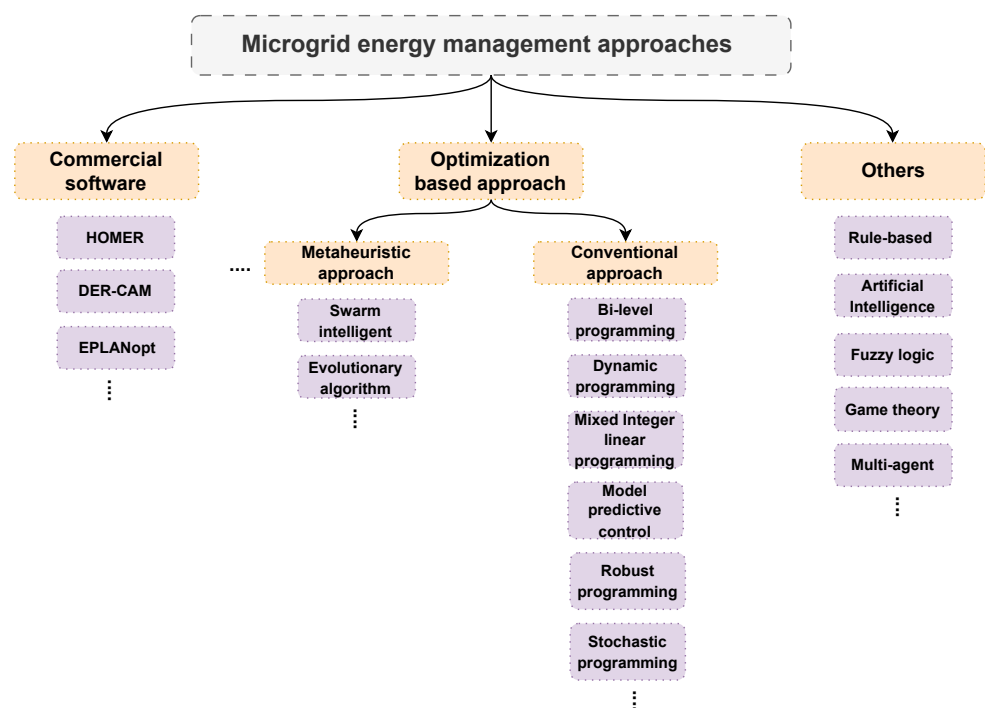 Microgrid energy management approaches
Commercial
software
HOMER
DER-CAM
EPLANopt
Optimization
based approach
....
Metaheuristic
approach
Swarm
intelligent
Evolutionary
algorithm
Conventional
approach
Bi-level
programming
Dynamic
programming
Mixed Integer
linear
programming
Model
predictive
control
Robust
programming
Stochastic
programming
Others
Rule-based
Artificial
Intelligence
Fuzzy logic
Game theory
Multi-agent